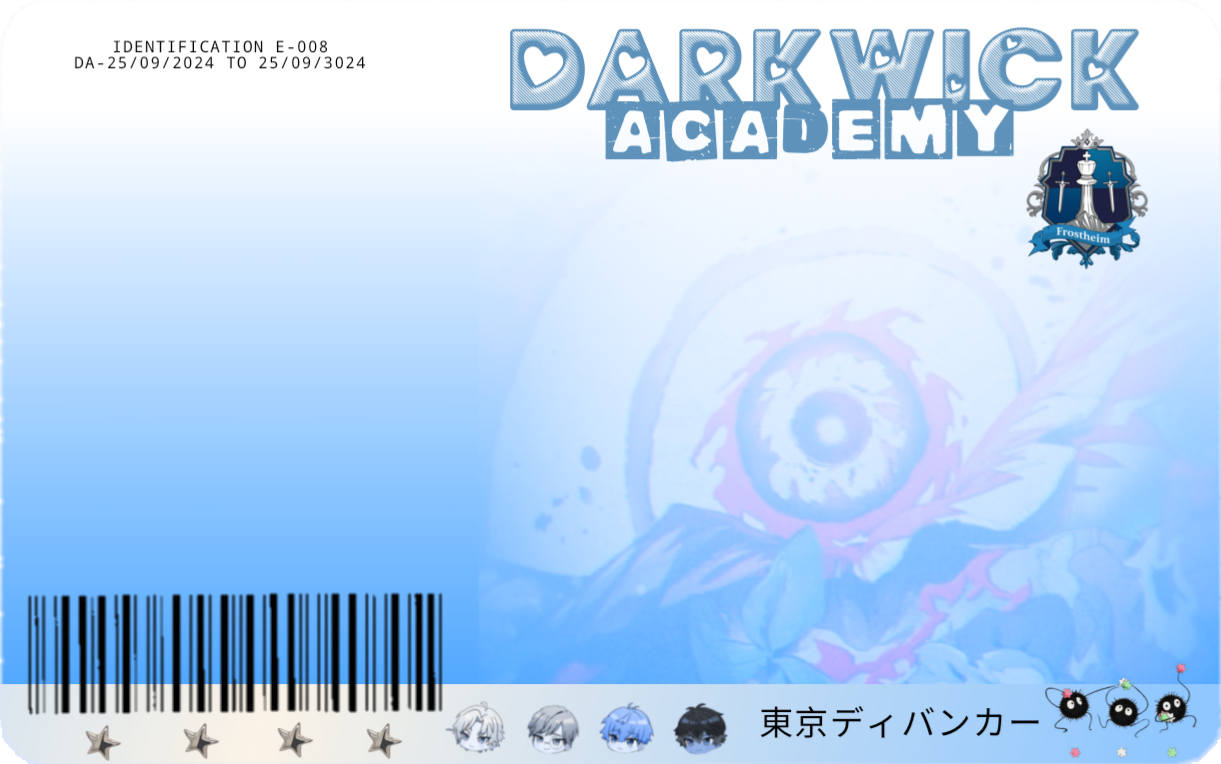 IDENTIFICATION E-008
DA-25/09/2024 TO 25/09/3024
DARKWICK
ACADEMY
Frostheim
東京ディバンカー